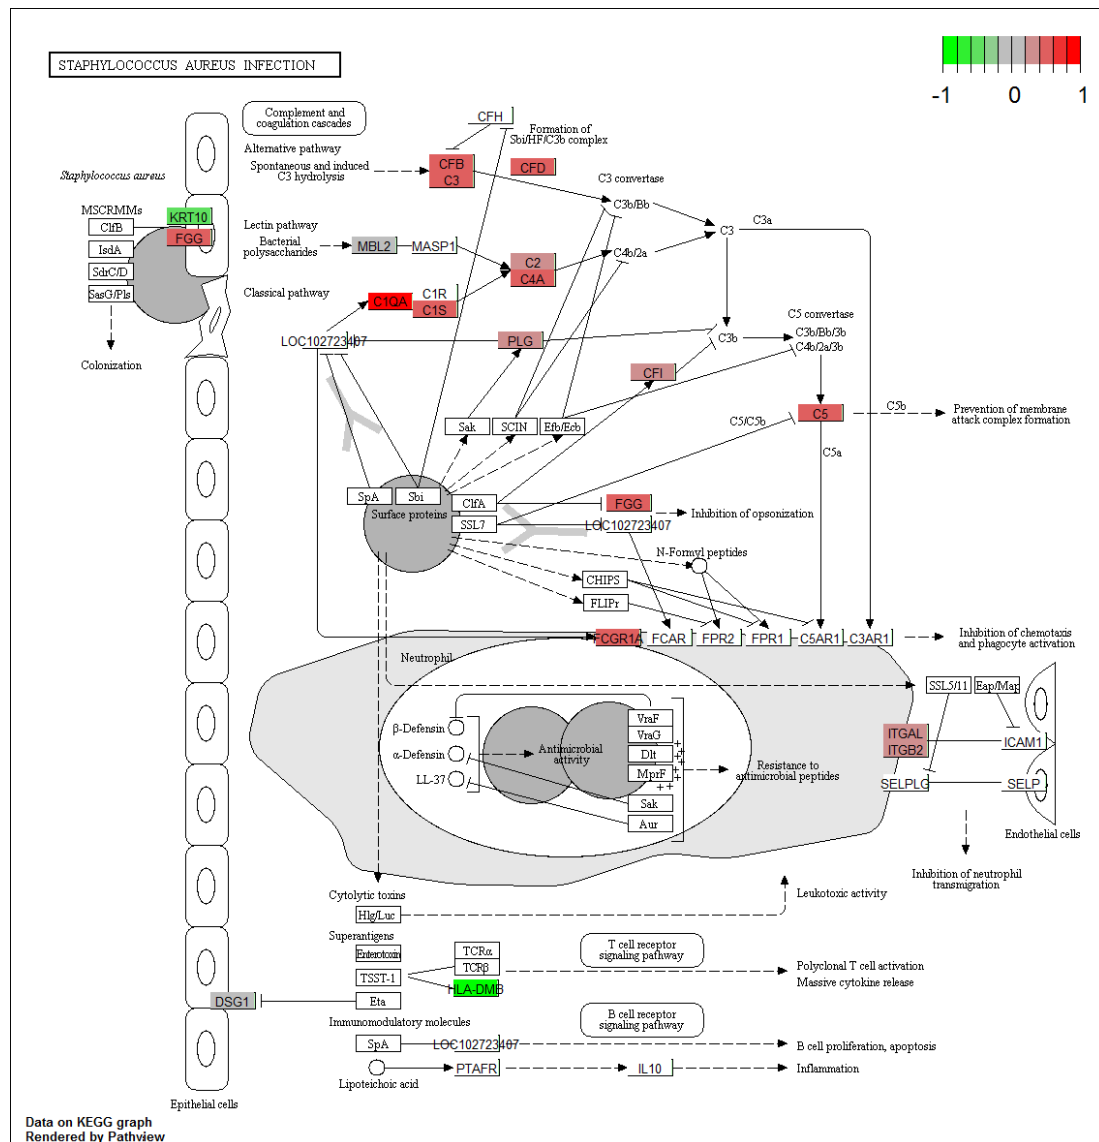 STAPHYLOCOCCUS AUREUS INFECTION
-1 0 1
Complement and
coagulation cascades
CFH
Formation of
Sbi/HF/C3b complex
Alternative pathway
Spontaneous and induced
C3 hydrolysis
CFB
C3
CFD
C3 convertase
C3b/Bb
C3
C3a
Staphylococcus aureus
MSCRMMs
ClfB
IsdA
SdrC/D
SasG/Pls
Colonization
KRT10
FGG
Lectin pathway
Bacterial
polysaccharides
MBL2
MASP1
C2
C4A
C4b/2a
Classical pathway
C1QA
C1R
C1S
LOC102723407
PLG
C3b
C5 convertase
C3b/Bb/3b
C4b/2a/3b
CFI
C5
C5b
Prevention of membrane
attack complex formation
C5/C5b
C5a
Sak
SCIN
Efb/Ecb
SpA
Sbi
Surface proteins
ClfA
SSL7
FGG
LOC102723407
Inhibition of opsonization
N-Formyl peptides
CHIPS
FLIPr
FCGR1A
FCAR
FPR2
FPR1
C5AR1
C3AR1
Inhibition of chemotaxis
and phagocyte activation
Neutrophil
SSL5/11
Eap/Map
ITGAL
ITGB2
ICAM1
SELPLG
SELP
Endothelial cells
Inhibition of neutrophil
transmigration
β-Defensin
α-Defensin
LL-37
Antimicrobial
activity
VraF
VraG
Dlt
MprF
Sak
Aur
+
+
+
+
+
+
+
+ +
Resistance to
antimicrobial peptides
Cytolytic toxins
Hlg/Luc
Leukotoxic activity
Superantigens
Enterotoxin
TSST-1
Eta
TCRα
TCRβ
HLA-DMB
T cell receptor
signaling pathway
Polyclonal T cell activation
Massive cytokine release
DSG1
Immunomodulatory molecules
B cell receptor
signaling pathway
SpA
LOC102723407
B cell proliferation, apoptosis
Lipoteichoic acid
PTAFR
IL10
Inflammation
Epithelial cells
Data on KEGG graph
Rendered by Pathview